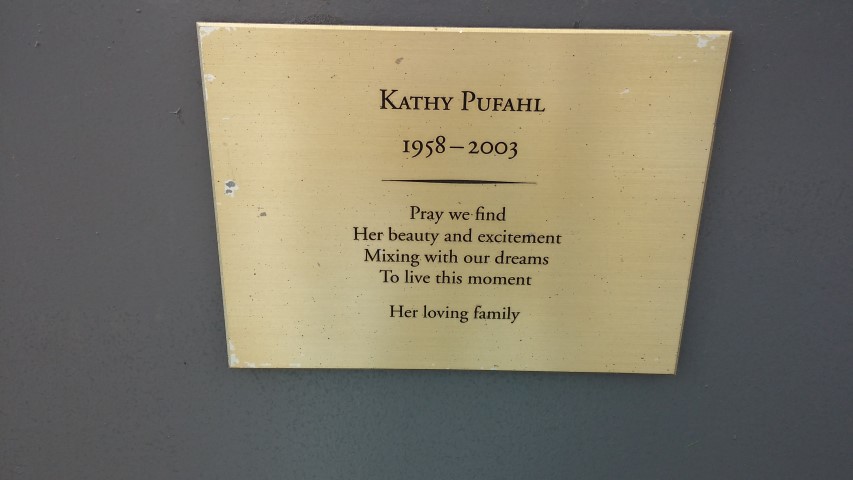 Kathy Pufahl
1958–2003
Pray we find
Her beauty and excitement
Mixing with our dreams
To live this moment
Her loving family